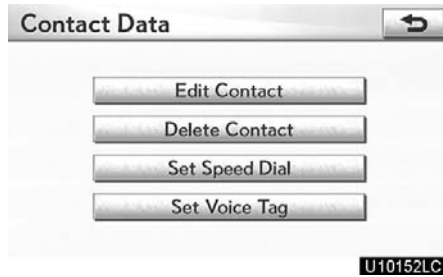 Contact Data
Edit Contact
Delete Contact
Set Speed Dial
Set Voice Tag
U10152LC